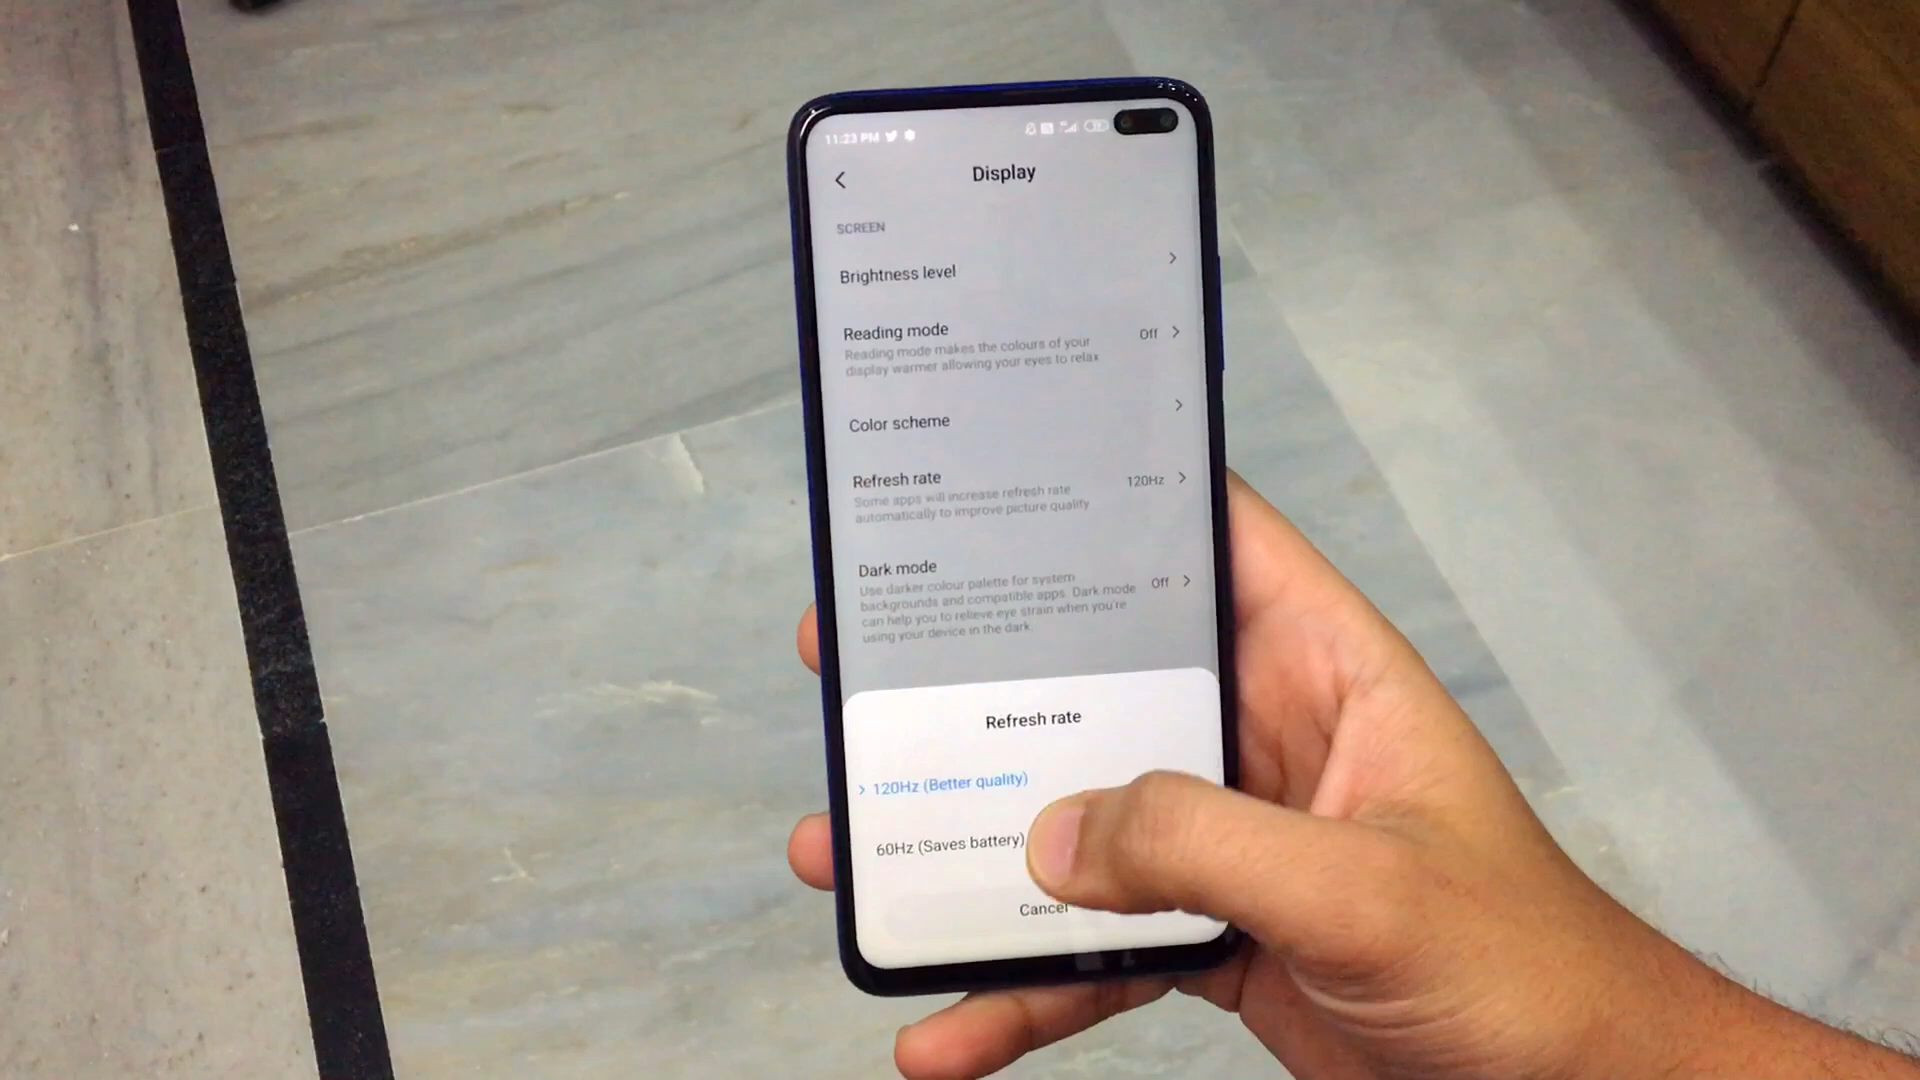 11:23 PM
Display
SCREEN
Brightness level
Reading mode
Off
Reading mode makes the colours of your
display warmer allowing your eyes to relax
Color scheme
Refresh rate
120Hz
Some apps will increase refresh rate
automatically to improve picture quality
Dark mode
Off
Use darker colour palette for system
backgrounds and compatible apps. Dark mode
can help you to relieve eye strain when you're
using your device in the dark.
Refresh rate
120Hz (Better quality)
60Hz (Saves battery)
Cancel